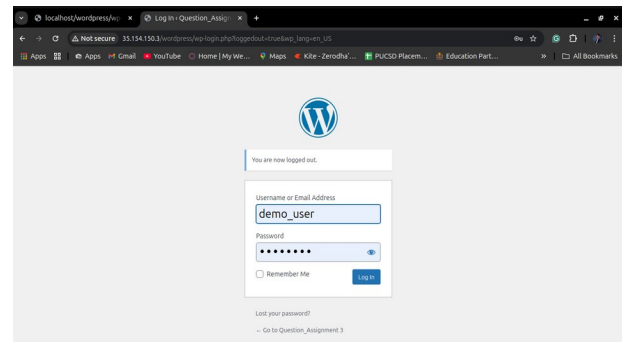 localhost/wordpress/wp
Log In ‹ Question_Assign
Not secure 35.154.150.3/wordpress/wp-login.php?loggedout=true&wp_lang=en_US
Apps Apps Gmail YouTube Home | My We... Maps Kite - Zerodha'... PUCSD Placem... Education Part... » All Bookmarks
You are now logged out.
Username or Email Address
demo_user
Password
Remember Me
Log In
Lost your password?
← Go to Question_Assignment 3